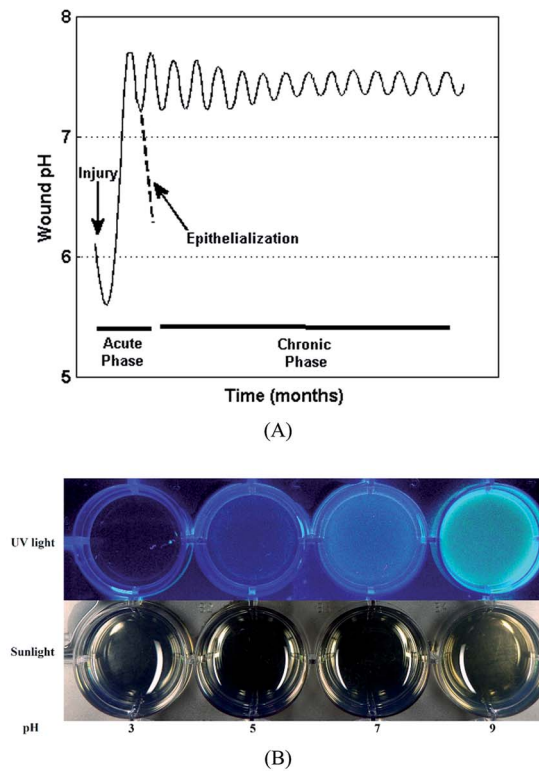 8
7
6
5
Wound pH
Injury
Epithelialization
Acute
Phase
Chronic
Phase
Time (months)
(A)
UV light
Sunlight
pH 3 5 7 9
(B)